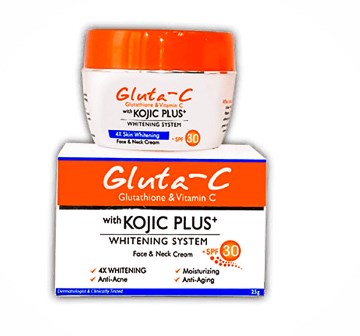 Gluta-C
Glutathione & Vitamin C
with KOJIC PLUS+
WHITENING SYSTEM
4X Skin Whitening
Face & Neck Cream
SPF 30
Gluta-C
Glutathione & Vitamin C
with KOJIC PLUS+
WHITENING SYSTEM
Face & Neck Cream
SPF 30
✓ 4X WHITENING ✓ Moisturizing
✓ Anti-Acne ✓ Anti-Aging
Dermatologist & Clinically Tested 25g